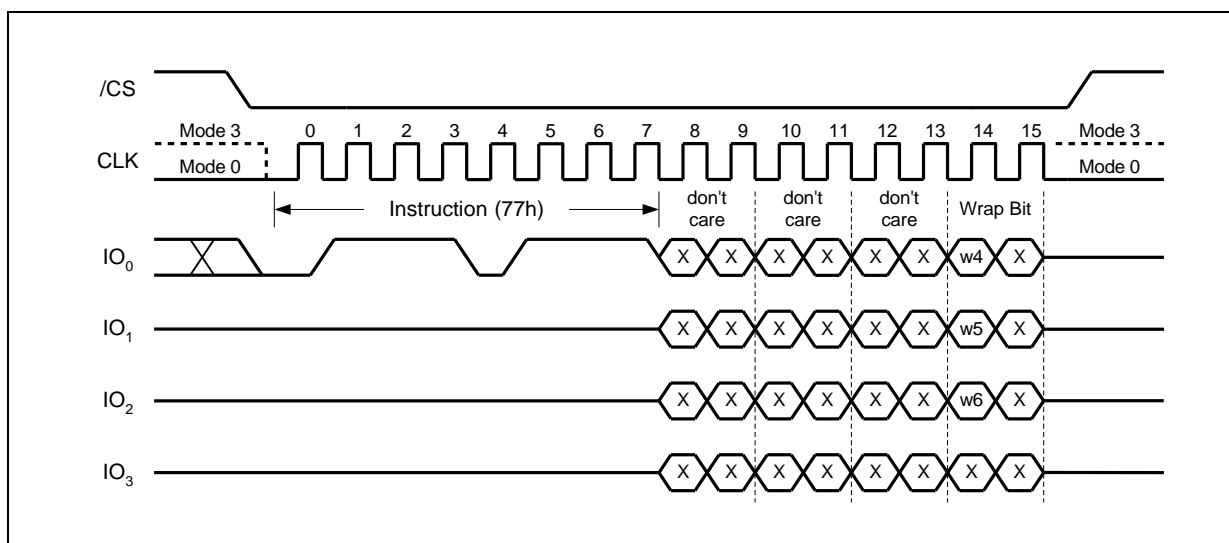 /CS
Mode 3 0 1 2 3 4 5 6 7 8 9 10 11 12 13 14 15 Mode 3
CLK
Mode 0 Mode 0
Instruction (77h) don't care don't care don't care Wrap Bit
IO0 X X X X X X w4 X
IO1 X X X X X X w5 X
IO2 X X X X X X w6 X
IO3 X X X X X X X X